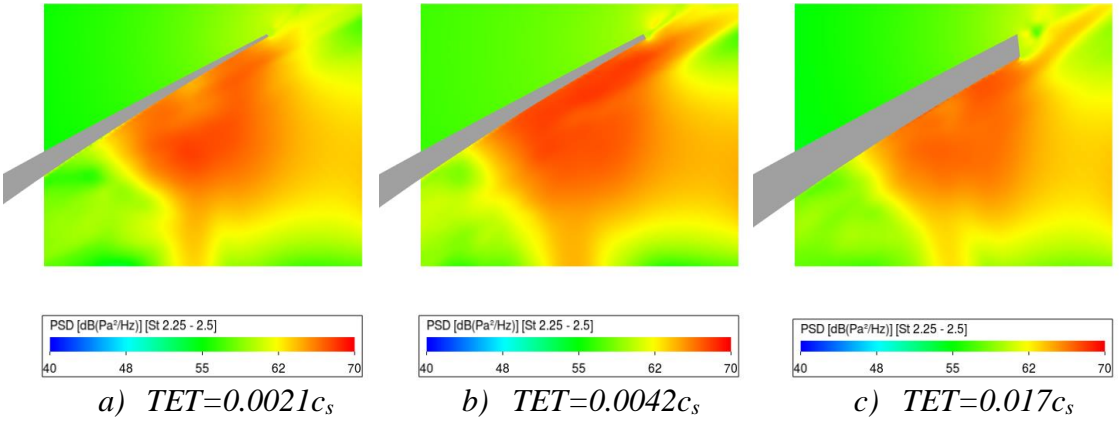 PSD [dB(Pa²/Hz)] [St 2.25 - 2.5]
40 48 55 62 70
a) TET=0.0021cₛ
PSD [dB(Pa²/Hz)] [St 2.25 - 2.5]
40 48 55 62 70
b) TET=0.0042cₛ
PSD [dB(Pa²/Hz)] [St 2.25 - 2.5]
40 48 55 62 70
c) TET=0.017cₛ